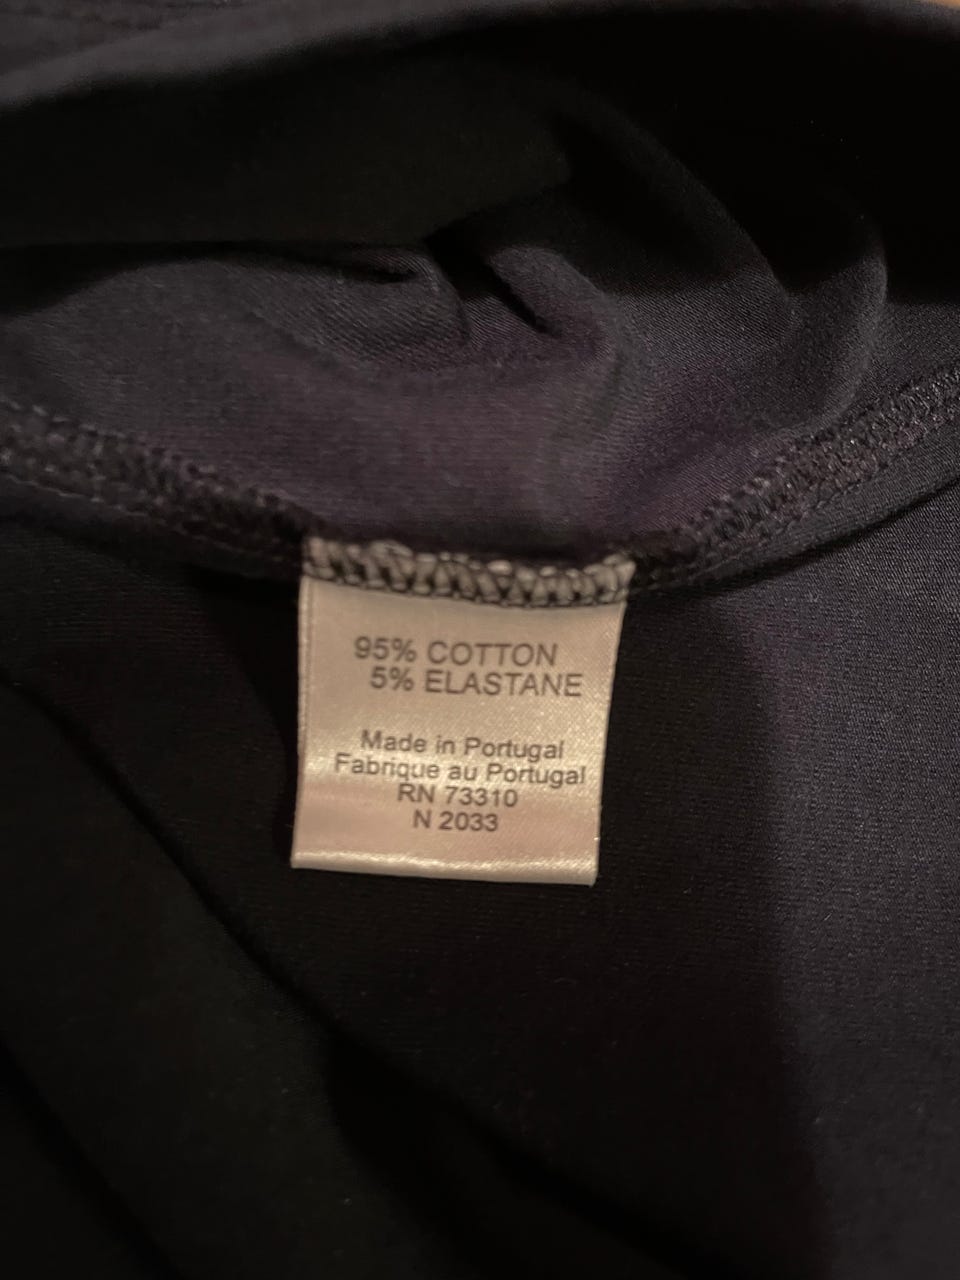 95% COTTON
5% ELASTANE
Made in Portugal
Fabrique au Portugal
RN 73310
N 2033